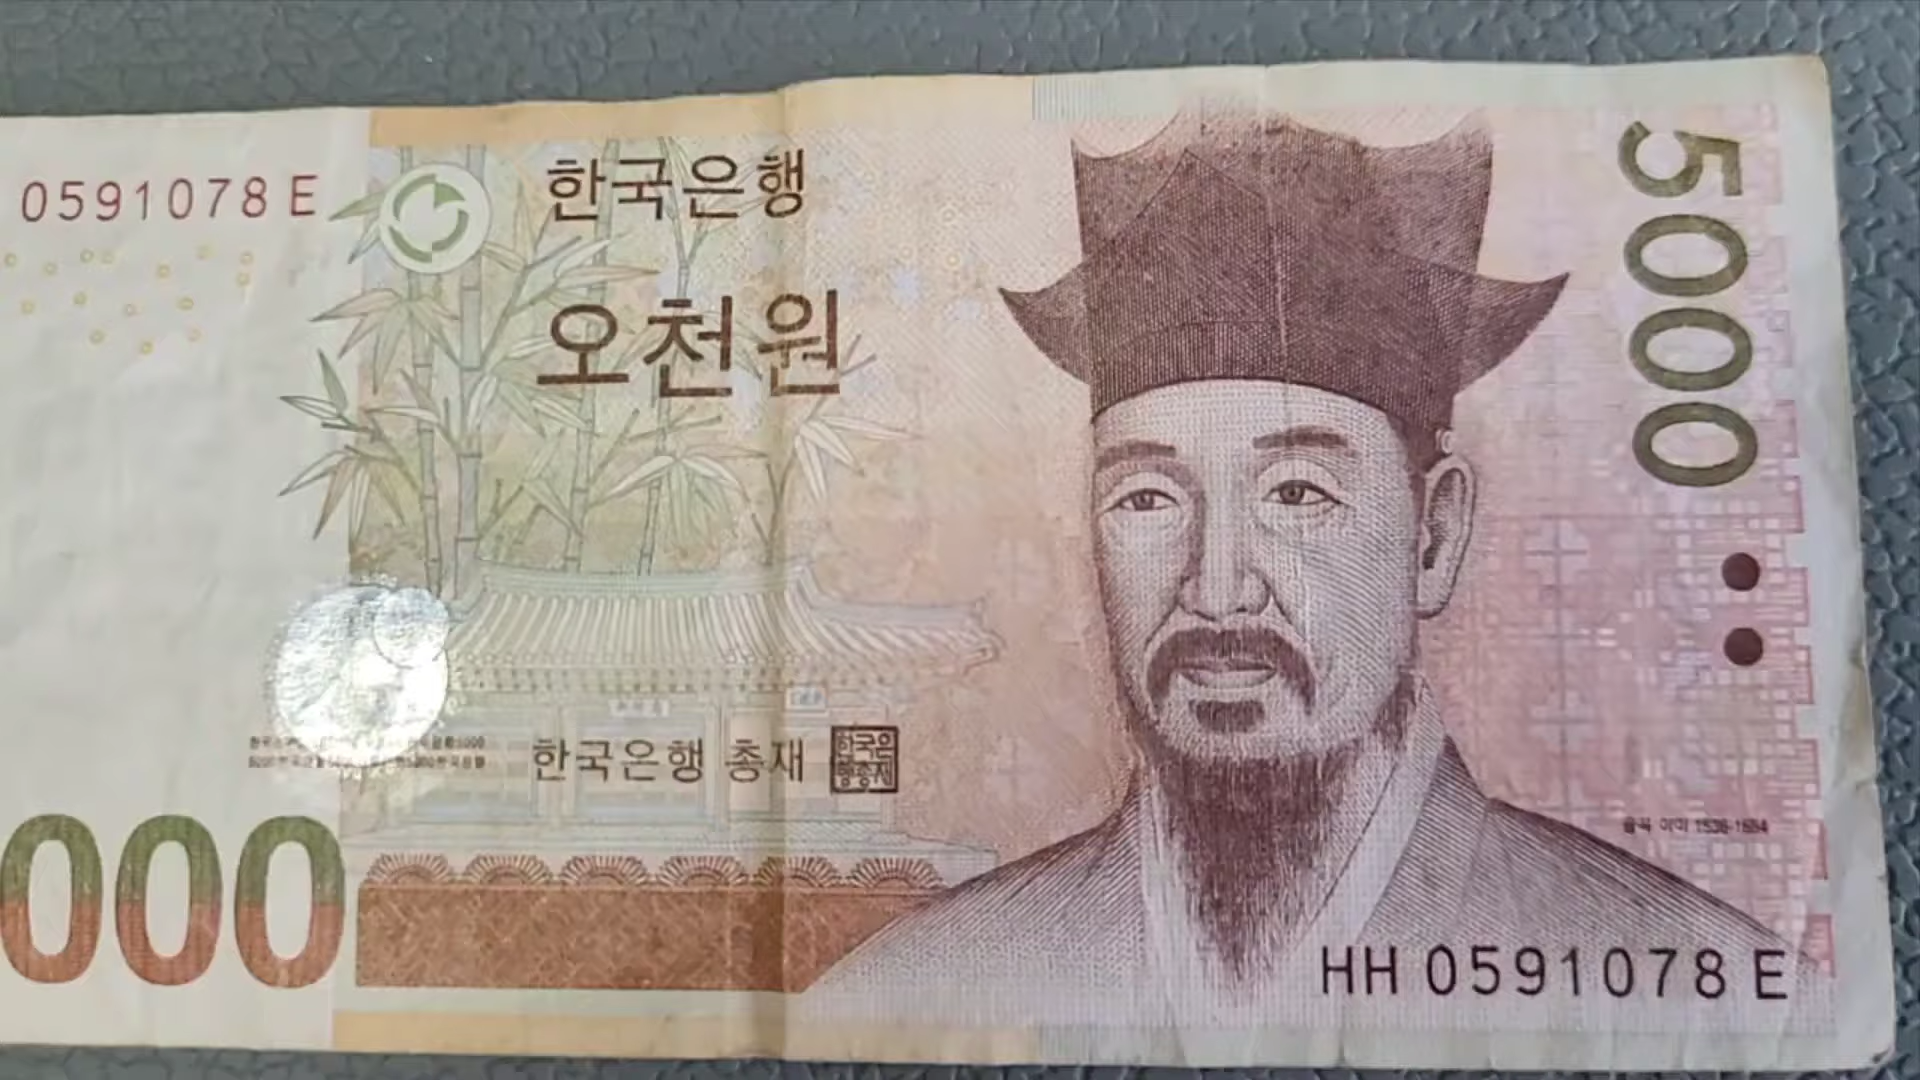 0591078 E
한국은행
오천원
5000
한국은행 총재
한국은행총재
000
율곡 이이 1536-1584
HH 0591078 E